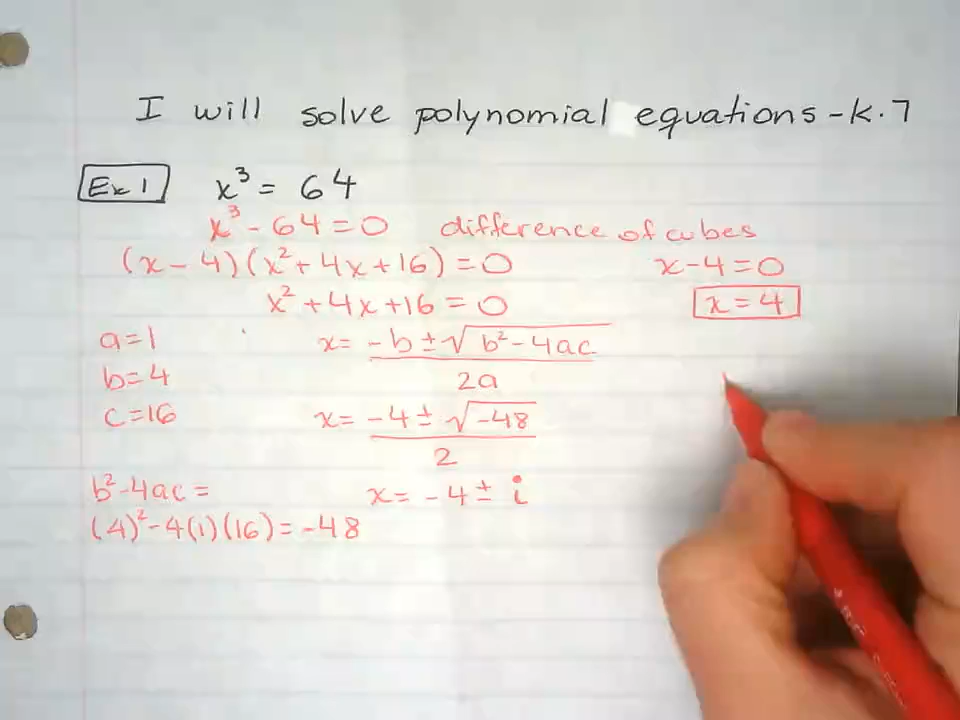 I will solve polynomial equations - K.7
Ex 1 x³ = 64
x³ - 64 = 0 difference of cubes
(x - 4)(x² + 4x + 16) = 0 x - 4 = 0
x² + 4x + 16 = 0 x = 4
a = 1 x = -b ± √b² - 4ac
b = 4 2a
c = 16 x = -4 ± √-48
2
b² - 4ac = x = -4 ± i
(4)² - 4(1)(16) = -48